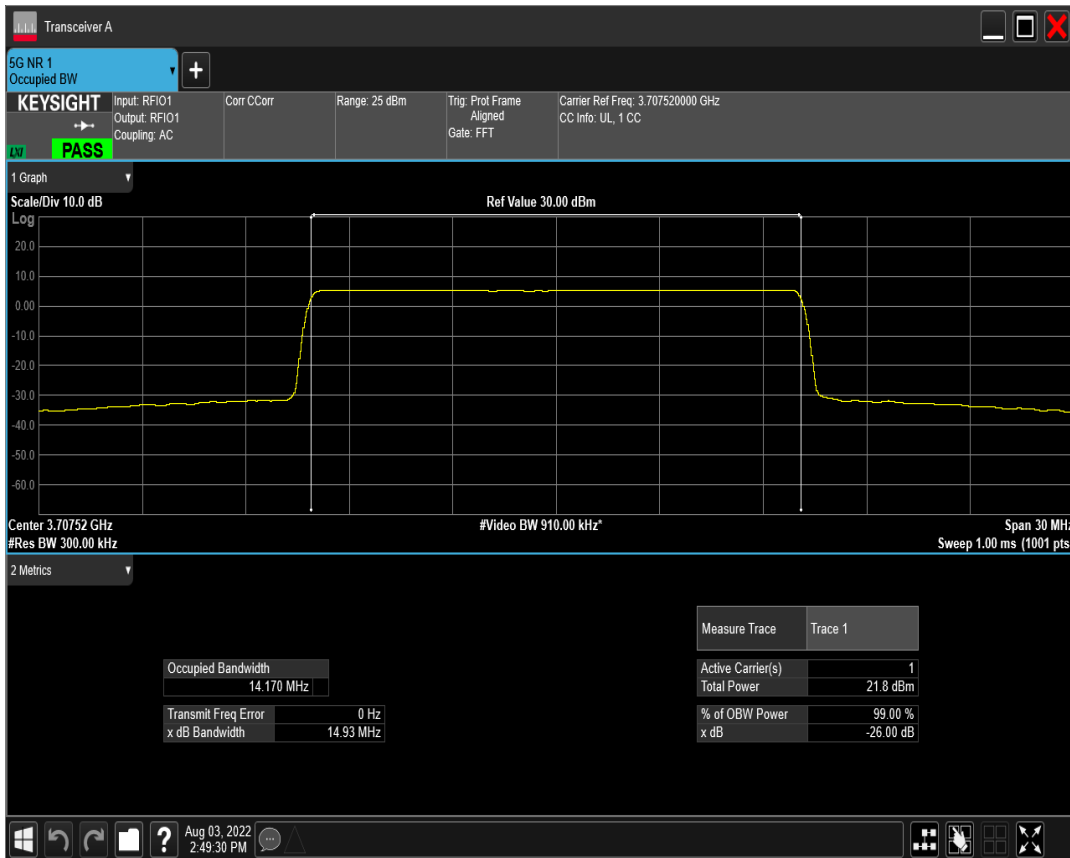 Transceiver A
5G NR 1
Occupied BW
KEYSIGHT
LXI
PASS
Input: RFIO1
Output: RFIO1
Coupling: AC
Corr CCorr
Range: 25 dBm
Trig: Prot Frame
Aligned
Gate: FFT
Carrier Ref Freq: 3.707520000 GHz
CC Info: UL, 1 CC
1 Graph
Scale/Div 10.0 dB
Ref Value 30.00 dBm
Log
20.0
10.0
0.00
-10.0
-20.0
-30.0
-40.0
-50.0
-60.0
Center 3.70752 GHz
#Video BW 910.00 kHz*
Span 30 MHz
#Res BW 300.00 kHz
Sweep 1.00 ms (1001 pts
2 Metrics
Measure Trace Trace 1
Occupied Bandwidth
14.170 MHz
Active Carrier(s) 1
Total Power 21.8 dBm
Transmit Freq Error 0 Hz
x dB Bandwidth 14.93 MHz
% of OBW Power 99.00 %
x dB -26.00 dB
?
Aug 03, 2022
2:49:30 PM